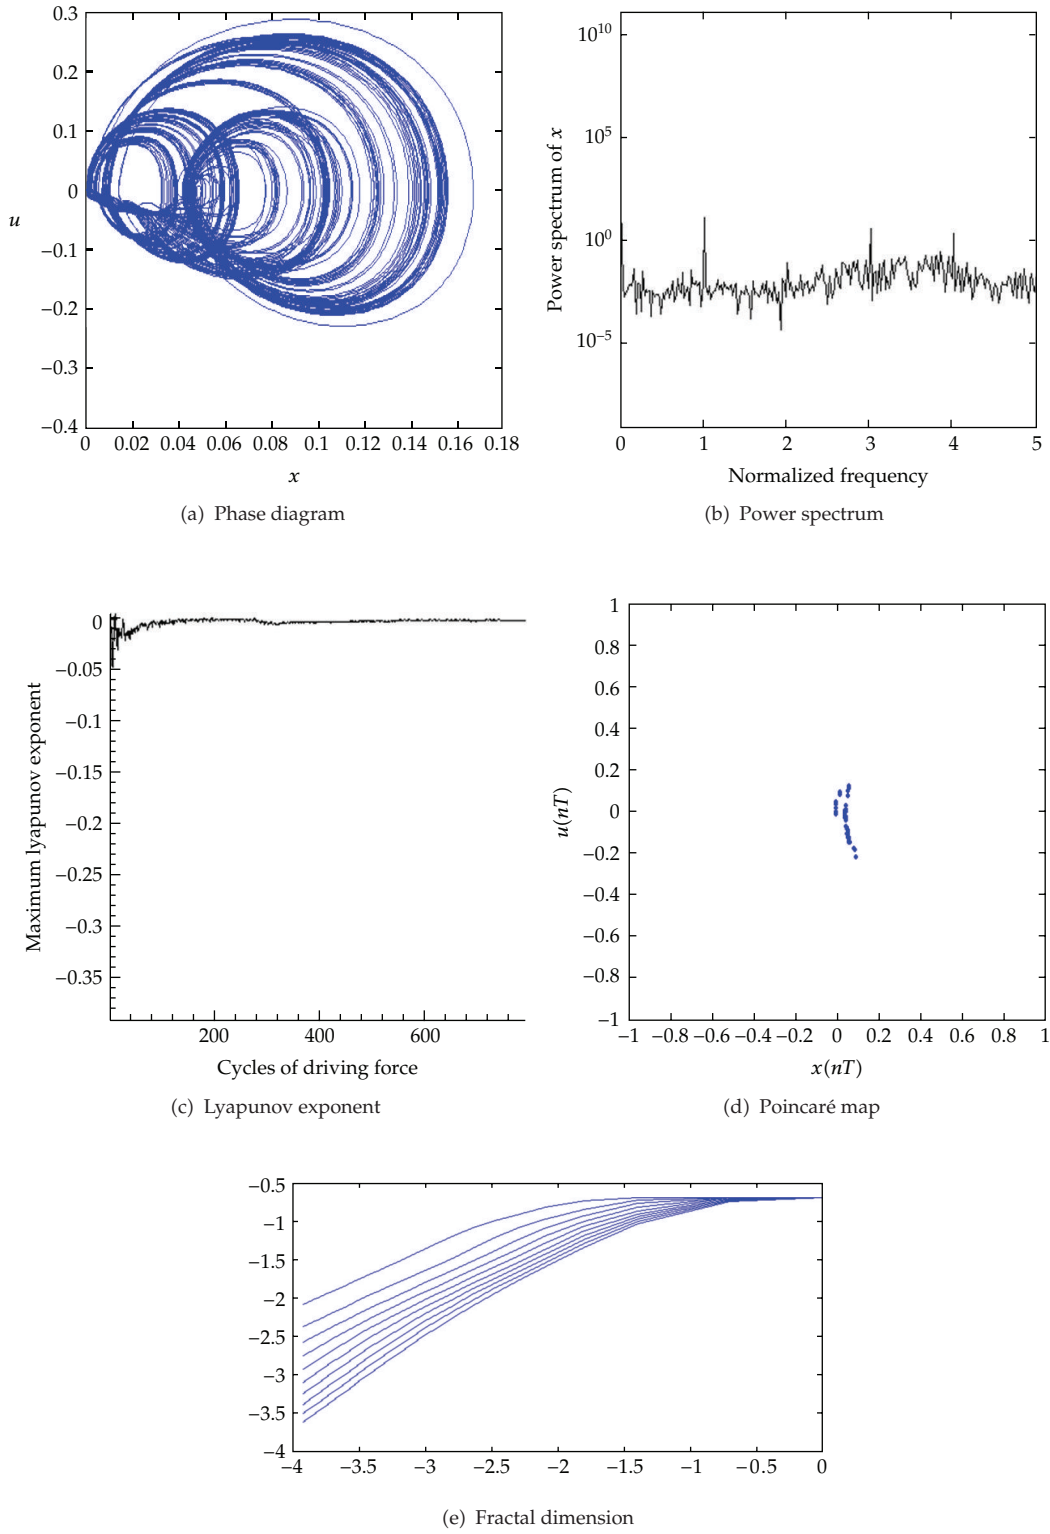 0.3
0.2
0.1
0
−0.1
−0.2
−0.3
−0.4
u
0 0.02 0.04 0.06 0.08 0.1 0.12 0.14 0.16 0.18
x
(a) Phase diagram
10^10
10^5
10^0
10^−5
Power spectrum of x
0 1 2 3 4 5
Normalized frequency
(b) Power spectrum
0
−0.05
−0.1
−0.15
−0.2
−0.25
−0.3
−0.35
Maximum lyapunov exponent
200 400 600
Cycles of driving force
(c) Lyapunov exponent
1
0.8
0.6
0.4
0.2
0
−0.2
−0.4
−0.6
−0.8
−1
u(nT)
−1 −0.8 −0.6 −0.4 −0.2 0 0.2 0.4 0.6 0.8 1
x(nT)
(d) Poincaré map
−0.5
−1
−1.5
−2
−2.5
−3
−3.5
−4
−4 −3.5 −3 −2.5 −2 −1.5 −1 −0.5 0
(e) Fractal dimension